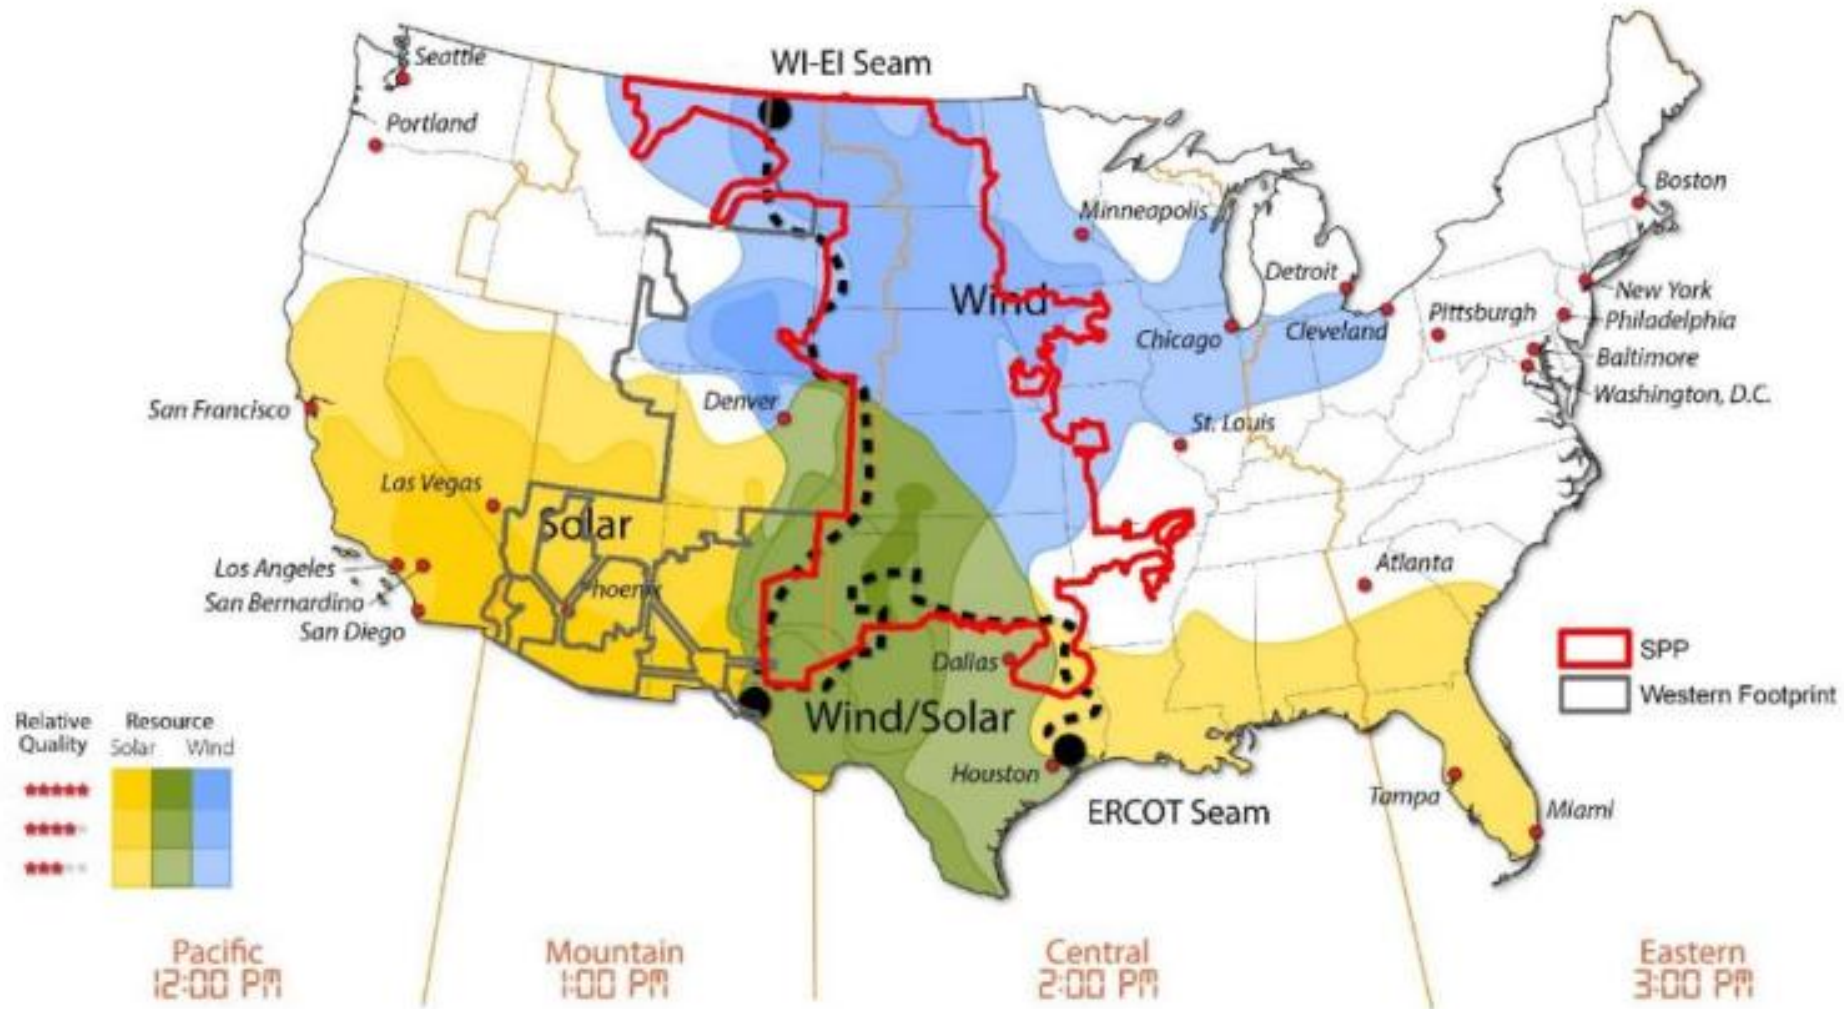 WI-EI Seam
Seattle
Portland
Minneapolis
Boston
Detroit
New York
Wind
Pittsburgh
Philadelphia
Chicago
Cleveland
Baltimore
Washington, D.C.
San Francisco
Denver
St. Louis
Las Vegas
Solar
Los Angeles
Phoenix
Atlanta
San Bernardino
San Diego
Dallas
SPP
Western Footprint
Wind/Solar
Relative
Quality
Resource
Solar Wind
Houston
ERCOT Seam
Tampa
Miami
Pacific
12:00 PM
Mountain
1:00 PM
Central
2:00 PM
Eastern
3:00 PM